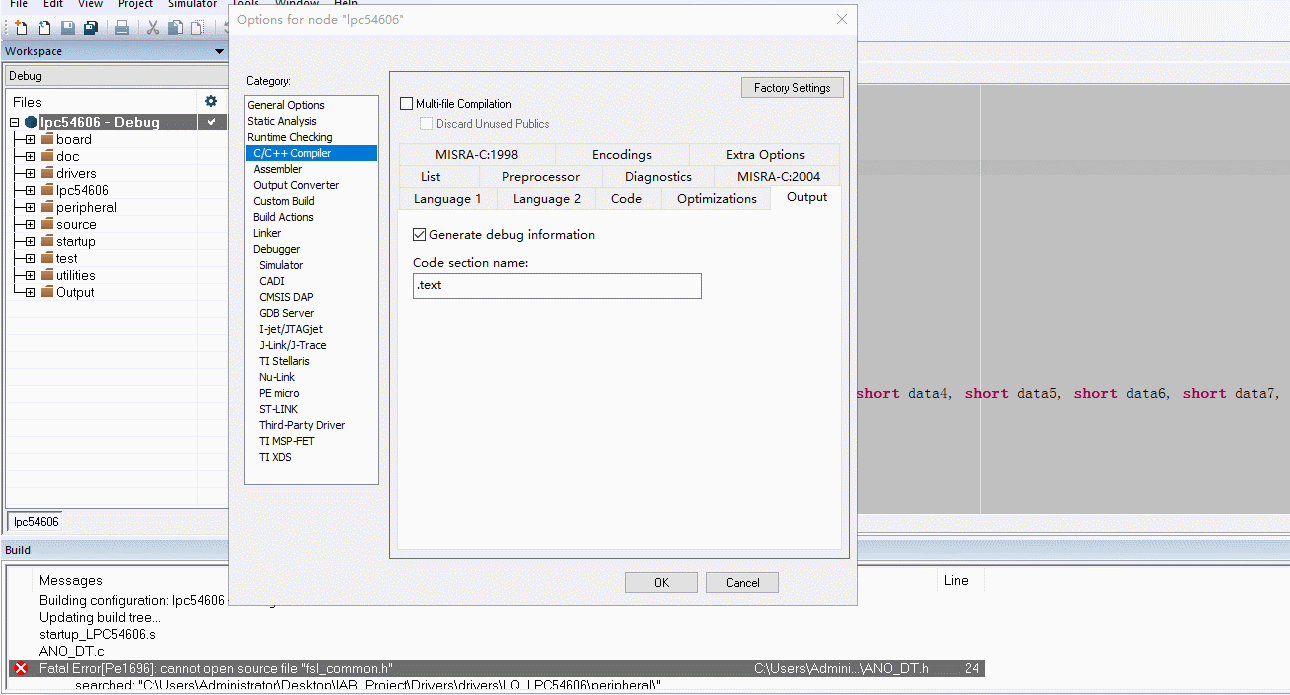 File Edit View Project Simulator Tools Window Help
Options for node "lpc54606"
Workspace
Debug
Files
lpc54606 - Debug
board
doc
drivers
lpc54606
peripheral
source
startup
test
utilities
Output
lpc54606
Category:
General Options
Static Analysis
Runtime Checking
C/C++ Compiler
Assembler
Output Converter
Custom Build
Build Actions
Linker
Debugger
Simulator
CADI
CMSIS DAP
GDB Server
I-jet/JTAGjet
J-Link/J-Trace
TI Stellaris
Nu-Link
PE micro
ST-LINK
Third-Party Driver
TI MSP-FET
TI XDS
Factory Settings
Multi-file Compilation
Discard Unused Publics
MISRA-C:1998 Encodings Extra Options
List Preprocessor Diagnostics MISRA-C:2004
Language 1 Language 2 Code Optimizations Output
Generate debug information
Code section name:
.text
OK Cancel
short data4, short data5, short data6, short data7,
Build
Messages Line
Building configuration: lpc54606
Updating build tree...
startup_LPC54606.s
ANO_DT.c
Fatal Error[Pe1696]: cannot open source file "fsl_common.h" C:\Users\Admini...\ANO_DT.h 24
searched: "C:\Users\Administrator\Desktop\IAR_Project\Drivers\drivers\LQ_LPC54606\peripheral\"